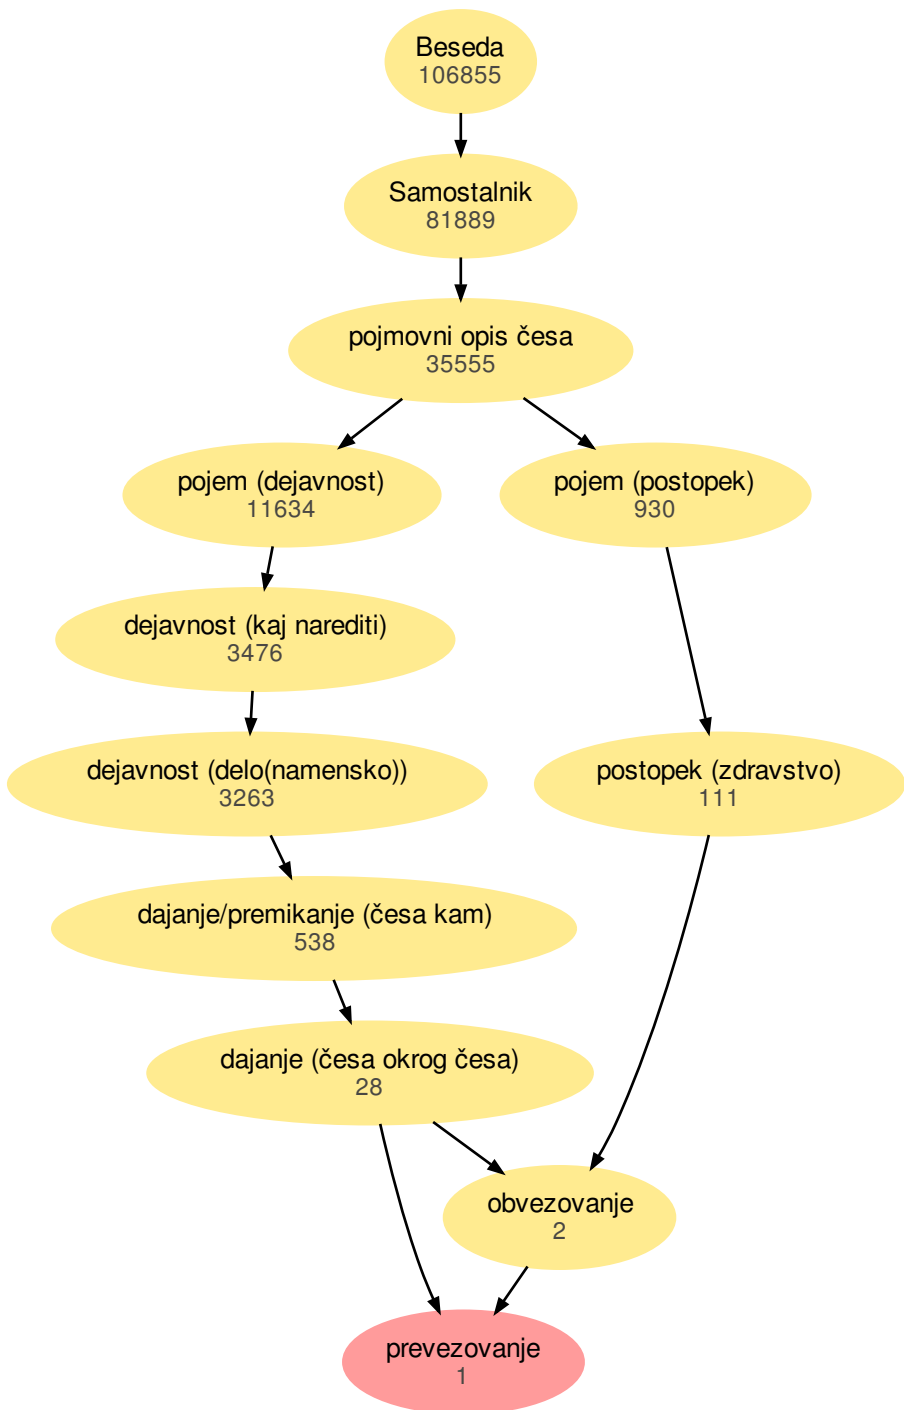 Beseda
106855
Samostalnik
81889
pojmovni opis česa
35555
pojem (dejavnost)
11634
pojem (postopek)
930
dejavnost (kaj narediti)
3476
dejavnost (delo(namensko))
3263
postopek (zdravstvo)
111
dajanje/premikanje (česa kam)
538
dajanje (česa okrog česa)
28
obvezovanje
2
prevezovanje
1